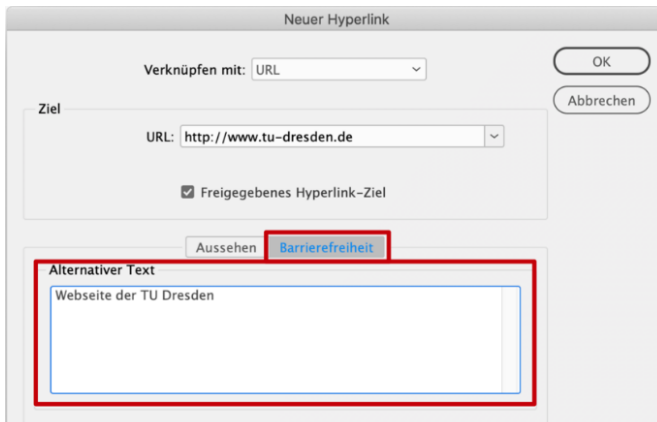 Neuer Hyperlink
Verknüpfen mit: URL
OK
Abbrechen
Ziel
URL: http://www.tu-dresden.de
Freigegebenes Hyperlink-Ziel
Aussehen Barrierefreiheit
Alternativer Text
Webseite der TU Dresden